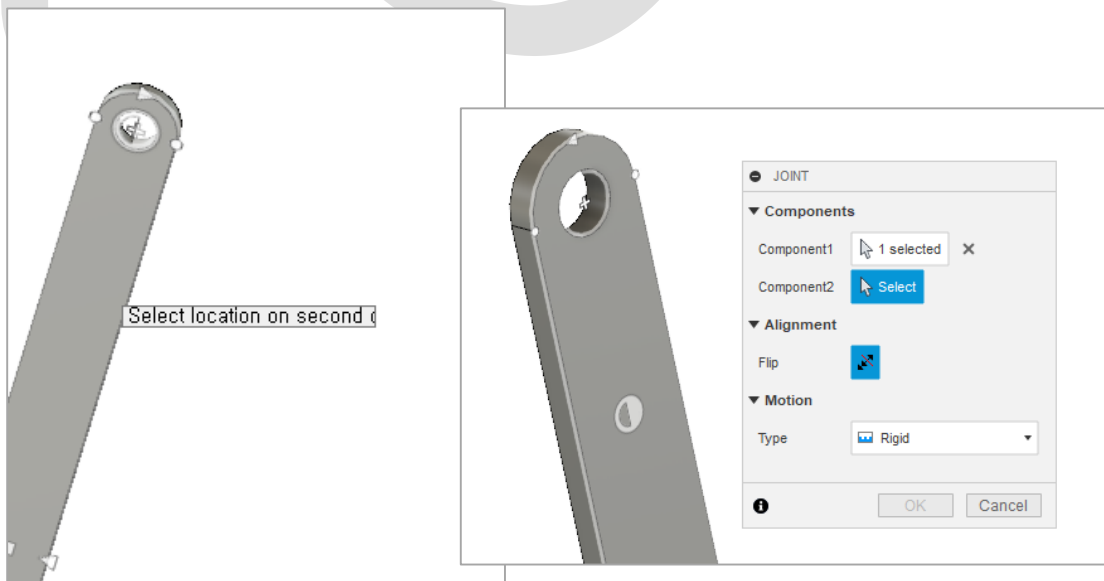 Select location on second
JOINT
Components
Component1 1 selected
Component2 Select
Alignment
Flip
Motion
Type Rigid
OK Cancel